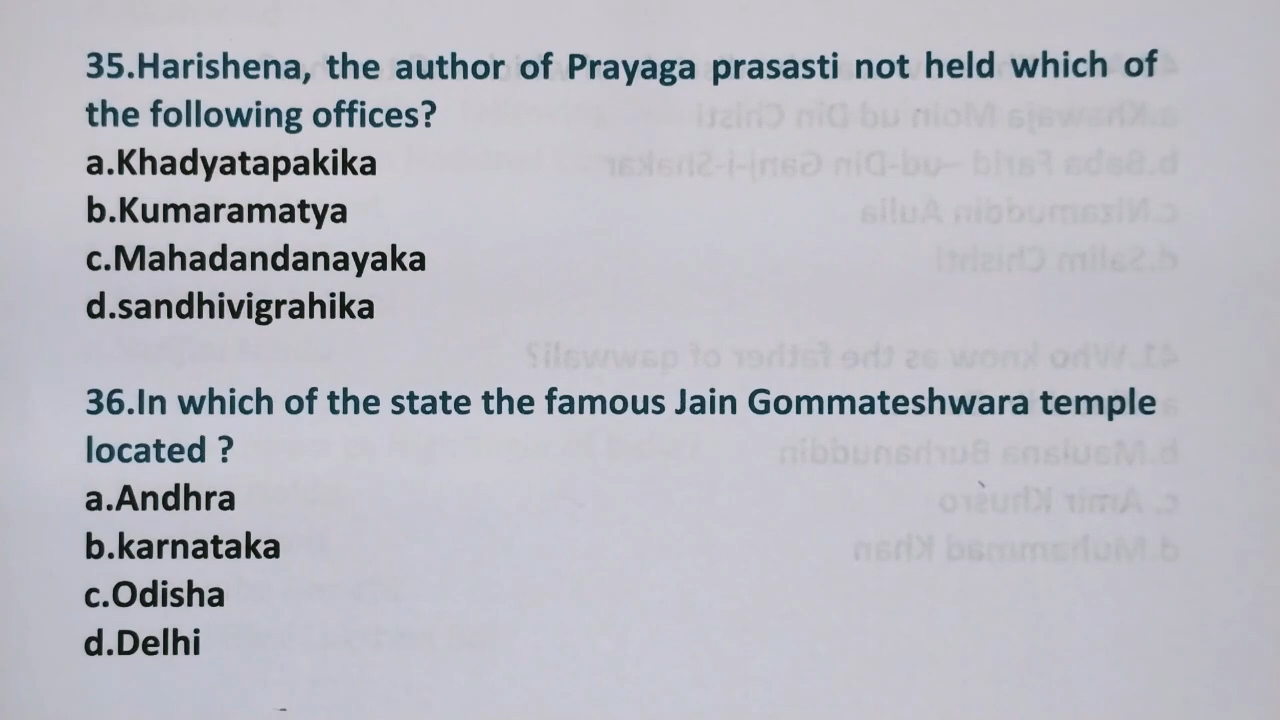 35.Harishena, the author of Prayaga prasasti not held which of
the following offices?
a.Khadyatapakika
b.Kumaramatya
c.Mahadandanayaka
d.sandhivigrahika
36.In which of the state the famous Jain Gommateshwara temple
located ?
a.Andhra
b.karnataka
c.Odisha
d.Delhi